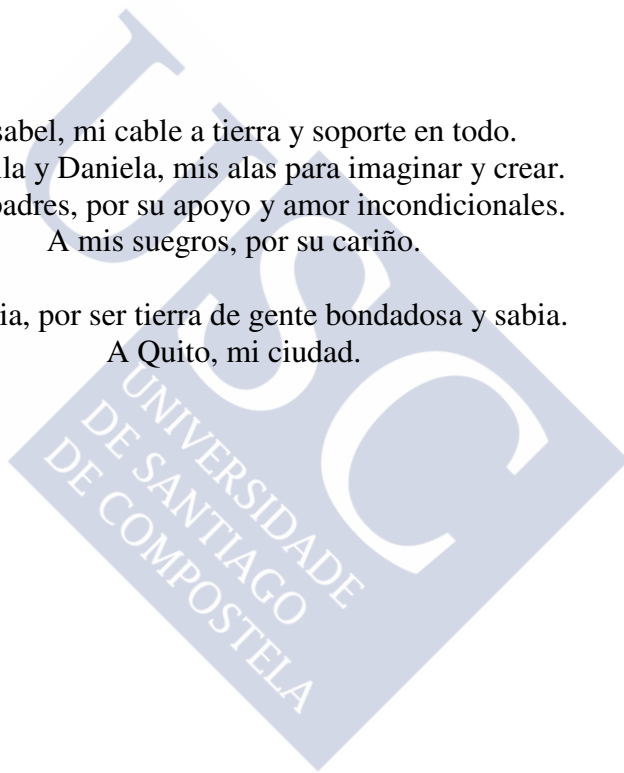 sabel, mi cable a tierra y soporte en todo.
lla y Daniela, mis alas para imaginar y crear.
padres, por su apoyo y amor incondicionales.
A mis suegros, por su cariño.
ia, por ser tierra de gente bondadosa y sabia.
A Quito, mi ciudad.
USC
UNIVERSIDADE
DE SANTIAGO
DE COMPOSTELA